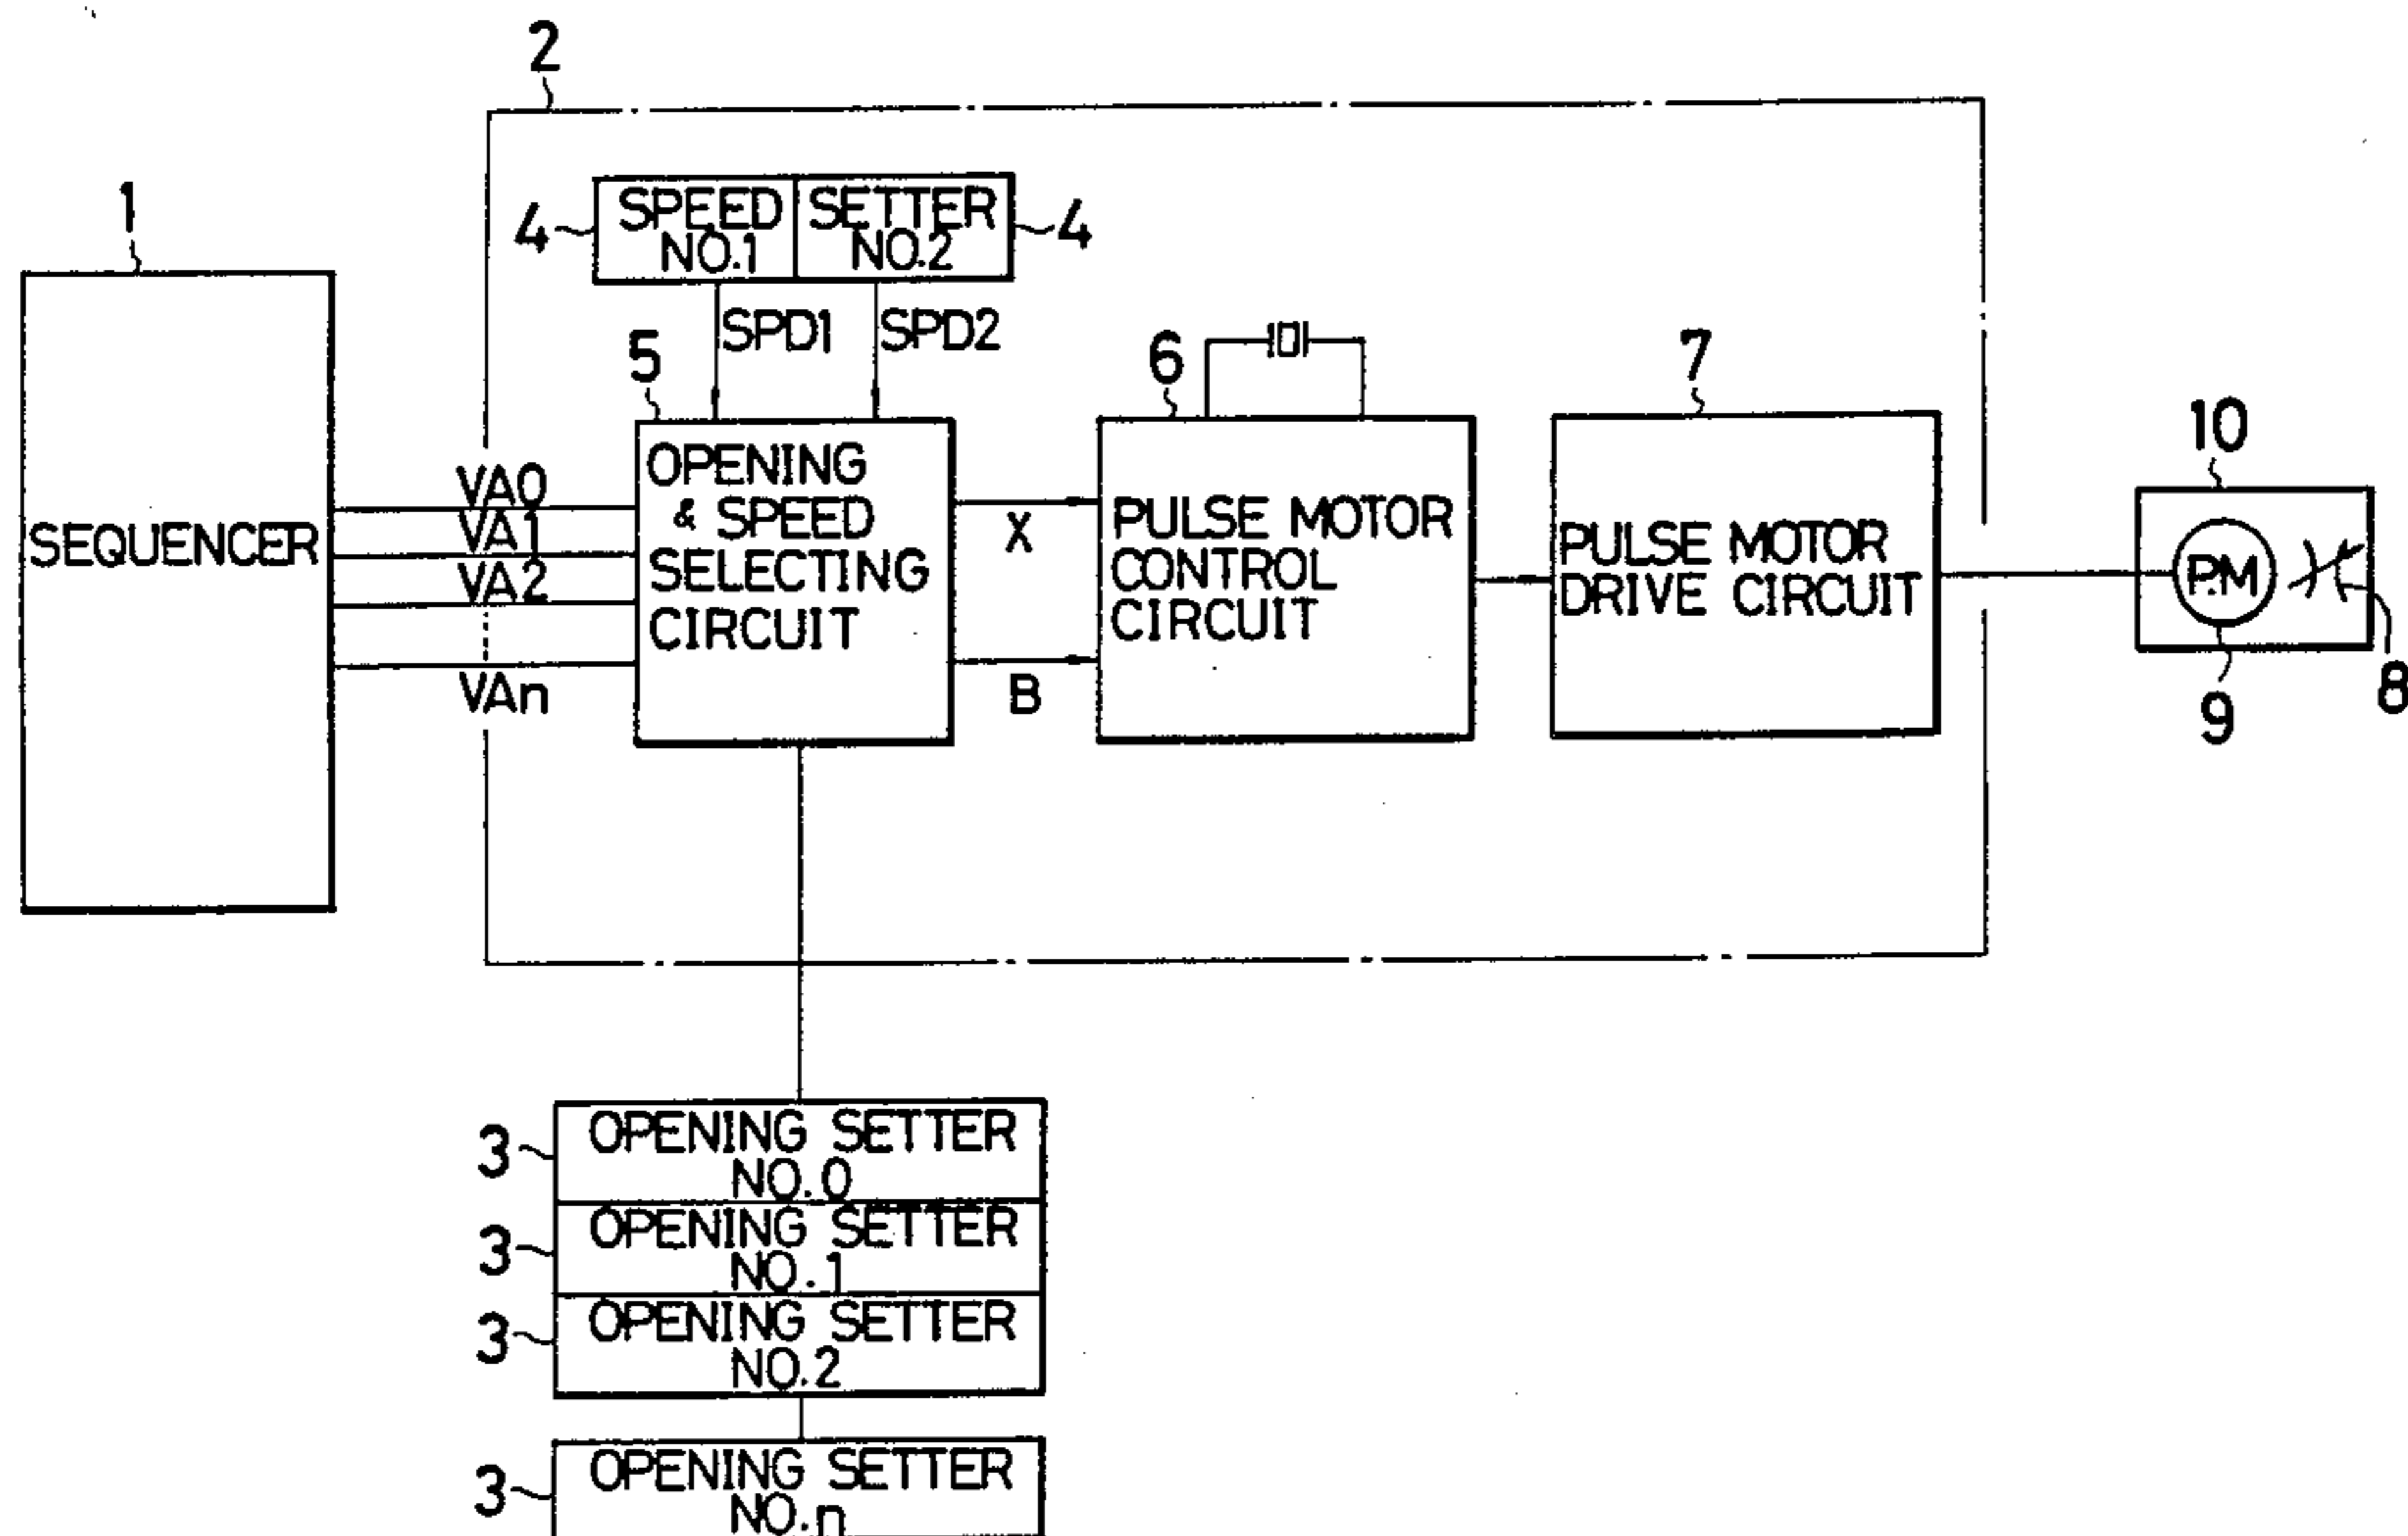 2
1
4
SPEED
NO.1
SETTER
NO.2
4
SPD1
SPD2
5
6
7
10
SEQUENCER
VA0
VA1
VA2
VAn
OPENING
& SPEED
SELECTING
CIRCUIT
X
B
PULSE MOTOR
CONTROL
CIRCUIT
PULSE MOTOR
DRIVE CIRCUIT
P.M
9
8
3
OPENING SETTER
NO.0
3
OPENING SETTER
NO.1
3
OPENING SETTER
NO.2
3
OPENING SETTER
NO.n